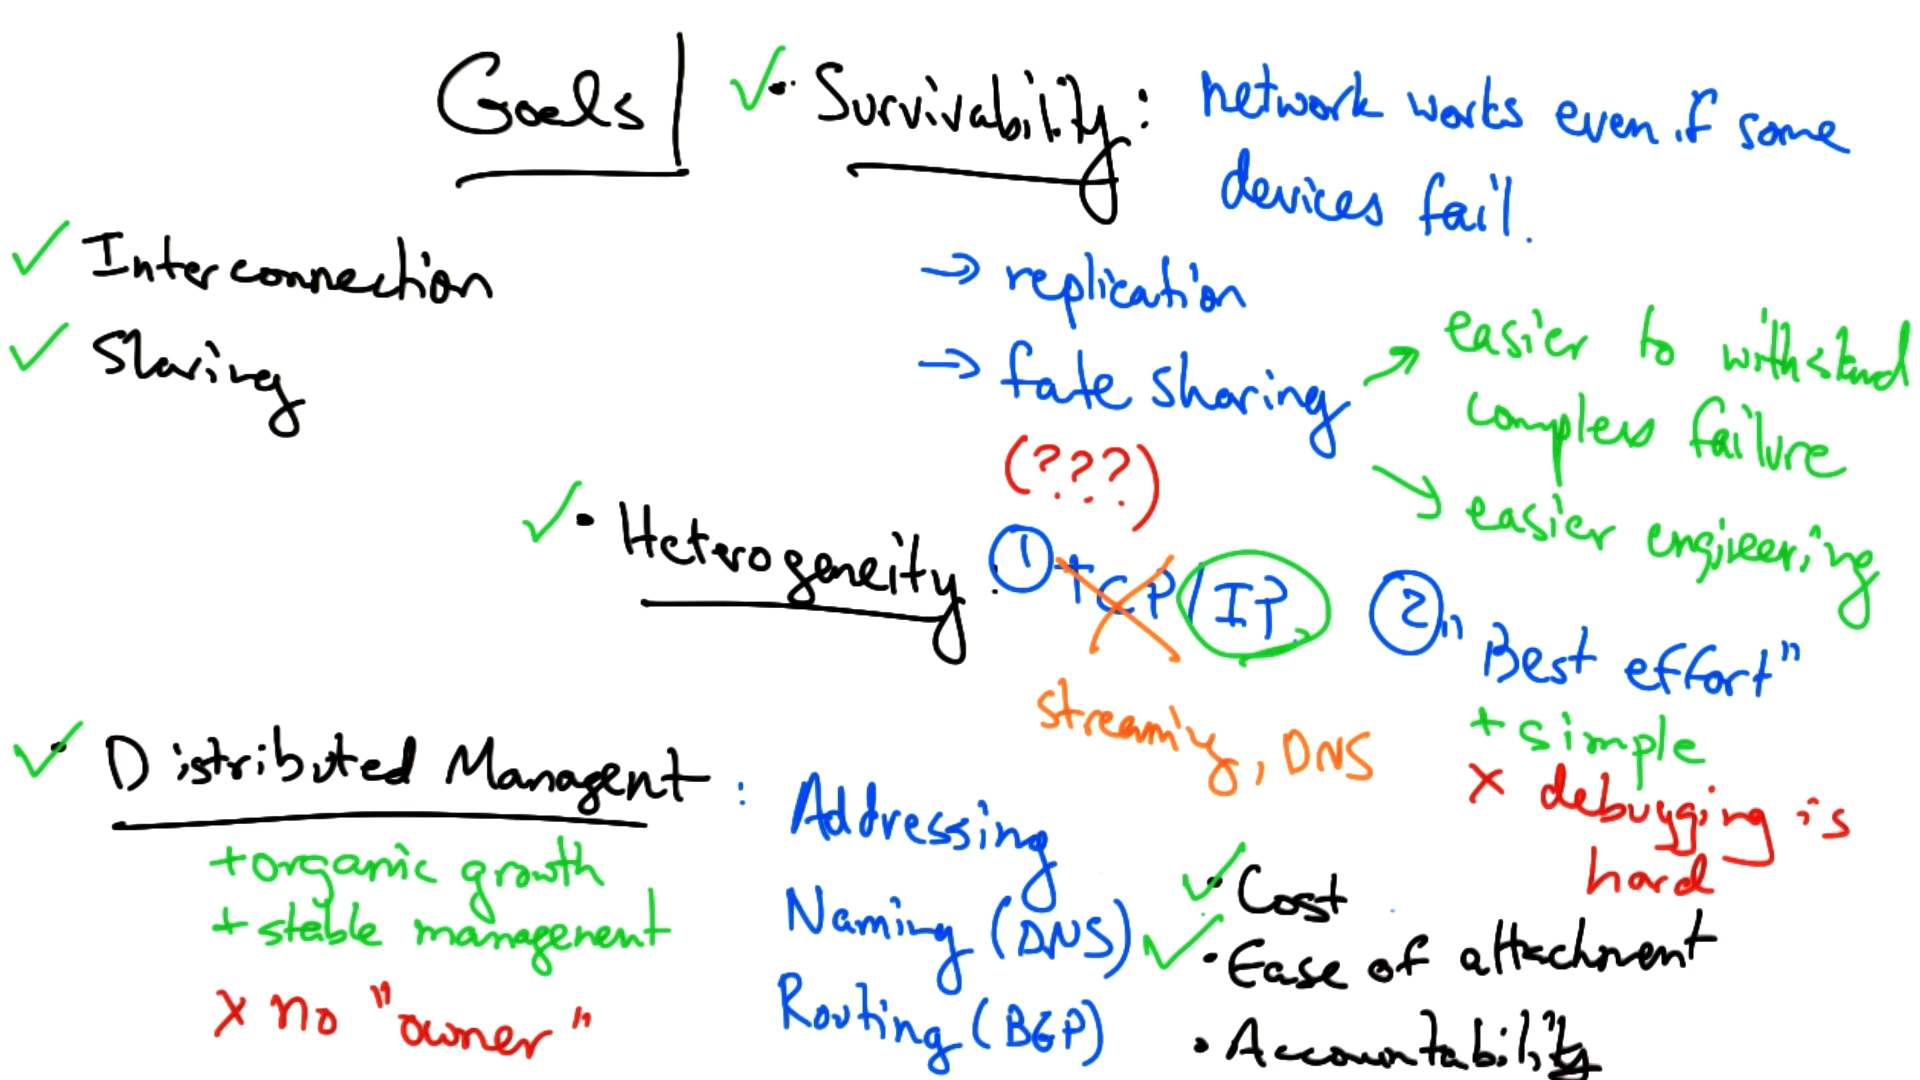 Goals
• Survivability: network works even if some
devices fail.
→ replication
→ fate sharing
(???)
easier to withstand
complex failure
easier engineering
✓ Interconnection
✓ Sharing
✓ • Heterogeneity: ① TCP/IP
streaming, DNS
② "Best effort"
+ simple
x debugging is
hard
✓ • Distributed Managent: Addressing
Naming (DNS)
Routing (BGP)
+ organic growth
+ stable management
x no "owner"
✓ • Cost
✓ • Ease of attachment
• Accountability